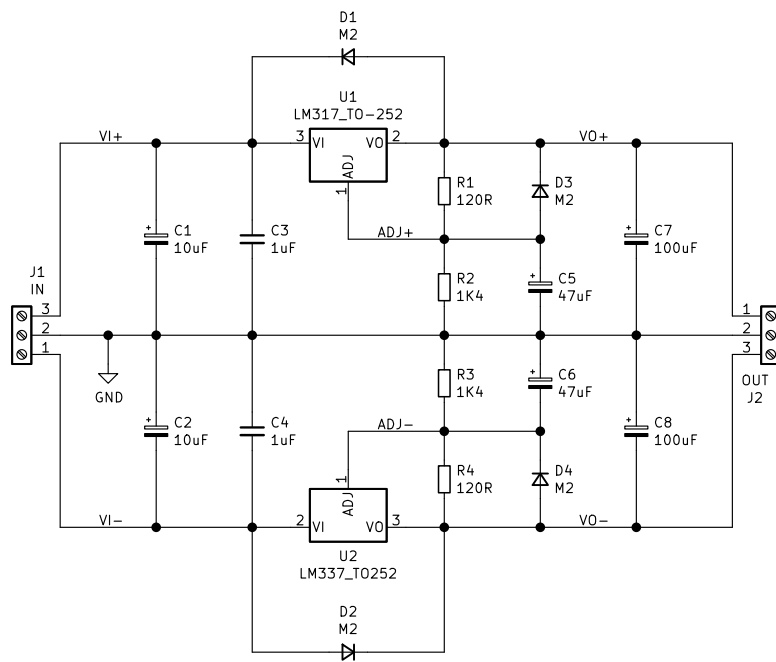 D1
M2
U1
LM317_TO-252
VI+
3
VI
VO
2
VO+
ADJ
1
R1
120R
D3
M2
ADJ+
C1
10uF
C3
1uF
C7
100uF
R2
1K4
C5
47uF
J1
IN
3
2
1
1
2
3
GND
R3
1K4
C6
47uF
OUT
J2
C2
10uF
C4
1uF
ADJ-
C8
100uF
R4
120R
D4
M2
1
ADJ
VI-
2
VI
VO
3
VO-
U2
LM337_TO252
D2
M2